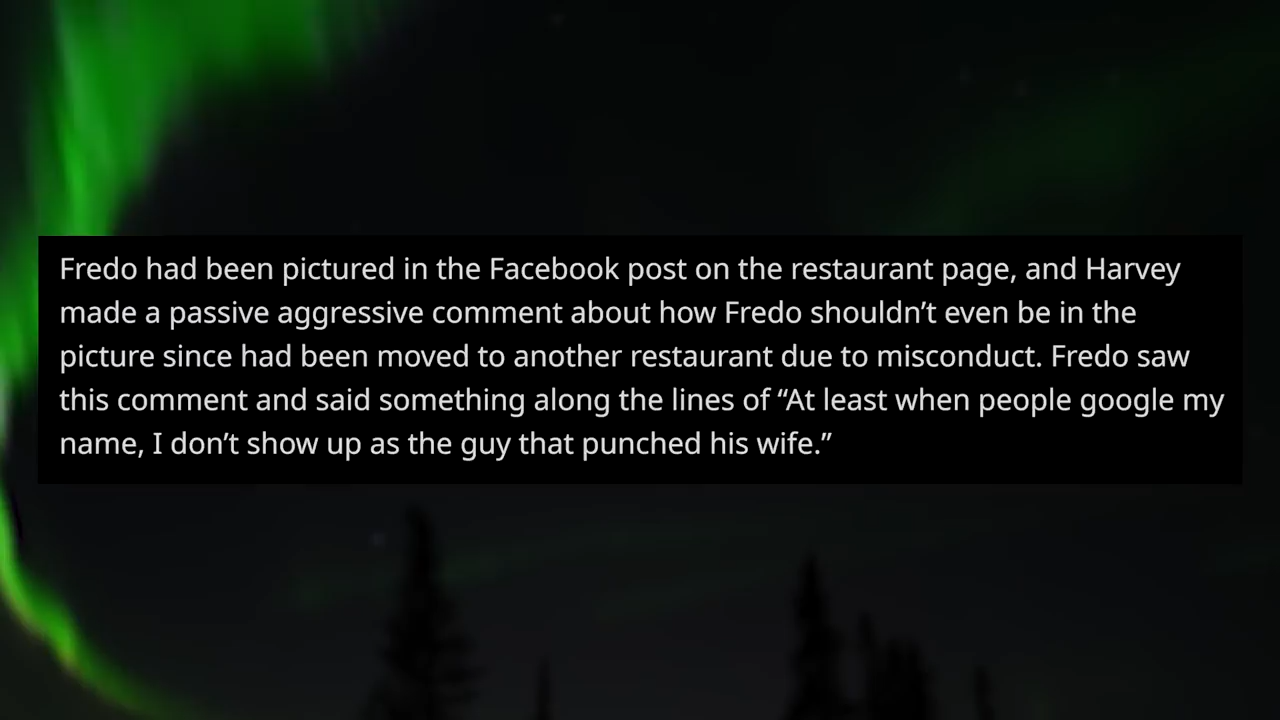 Fredo had been pictured in the Facebook post on the restaurant page, and Harvey
made a passive aggressive comment about how Fredo shouldn’t even be in the
picture since had been moved to another restaurant due to misconduct. Fredo saw
this comment and said something along the lines of “At least when people google my
name, I don’t show up as the guy that punched his wife.”